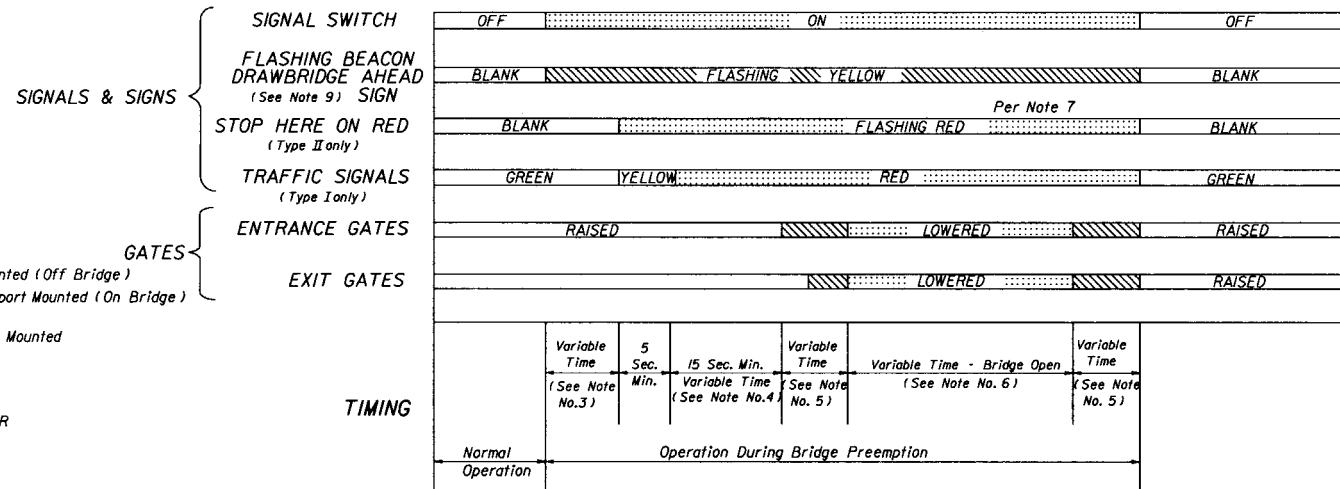 SIGNAL SWITCH OFF ON OFF
FLASHING BEACON
DRAWBRIDGE AHEAD BLANK FLASHING YELLOW BLANK
(See Note 9) SIGN
SIGNALS & SIGNS
Per Note 7
STOP HERE ON RED BLANK FLASHING RED BLANK
(Type II only)
TRAFFIC SIGNALS GREEN YELLOW RED GREEN
(Type I only)
ENTRANCE GATES RAISED LOWERED RAISED
GATES
nted (Off Bridge)
EXIT GATES LOWERED RAISED
port Mounted (On Bridge)
Mounted
Variable Time (See Note No.3)
5 Sec. Min.
15 Sec. Min.
Variable Time (See Note No.4)
Variable Time (See Note No. 5)
Variable Time - Bridge Open
(See Note No. 6)
Variable Time (See Note No. 5)
TIMING
R
Normal Operation
Operation During Bridge Preemption